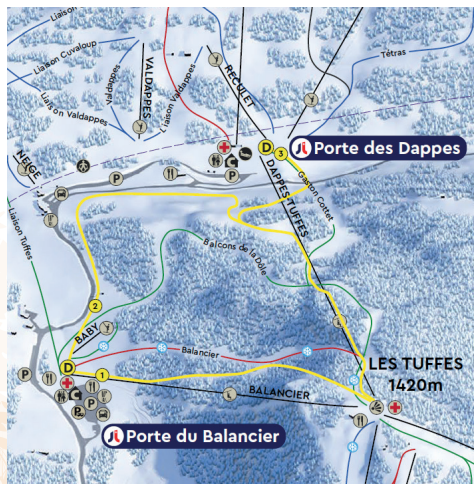 Liaison
Liaison Cuvaloup
Liaison Valdappes
Valdappes
VALDAPPES
Liaison Valdappes
RECULET
Tétras
D
3
Porte des Dappes
NEIGE
P
P
DAPPES-TUFFES
Gaston Cottet
Liaison Tuffes
Balcons de la Dôle
2
BABY
Balancier
D
1
P
BALANCIER
LES TUFFES
1420m
P
P
P
Porte du Balancier